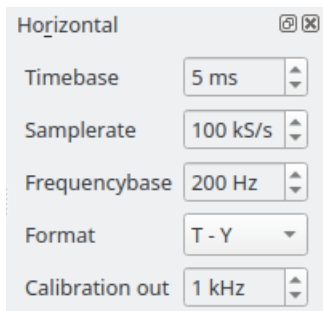 Horizontal
Timebase 5 ms
Samplerate 100 kS/s
Frequencybase 200 Hz
Format T - Y
Calibration out 1 kHz